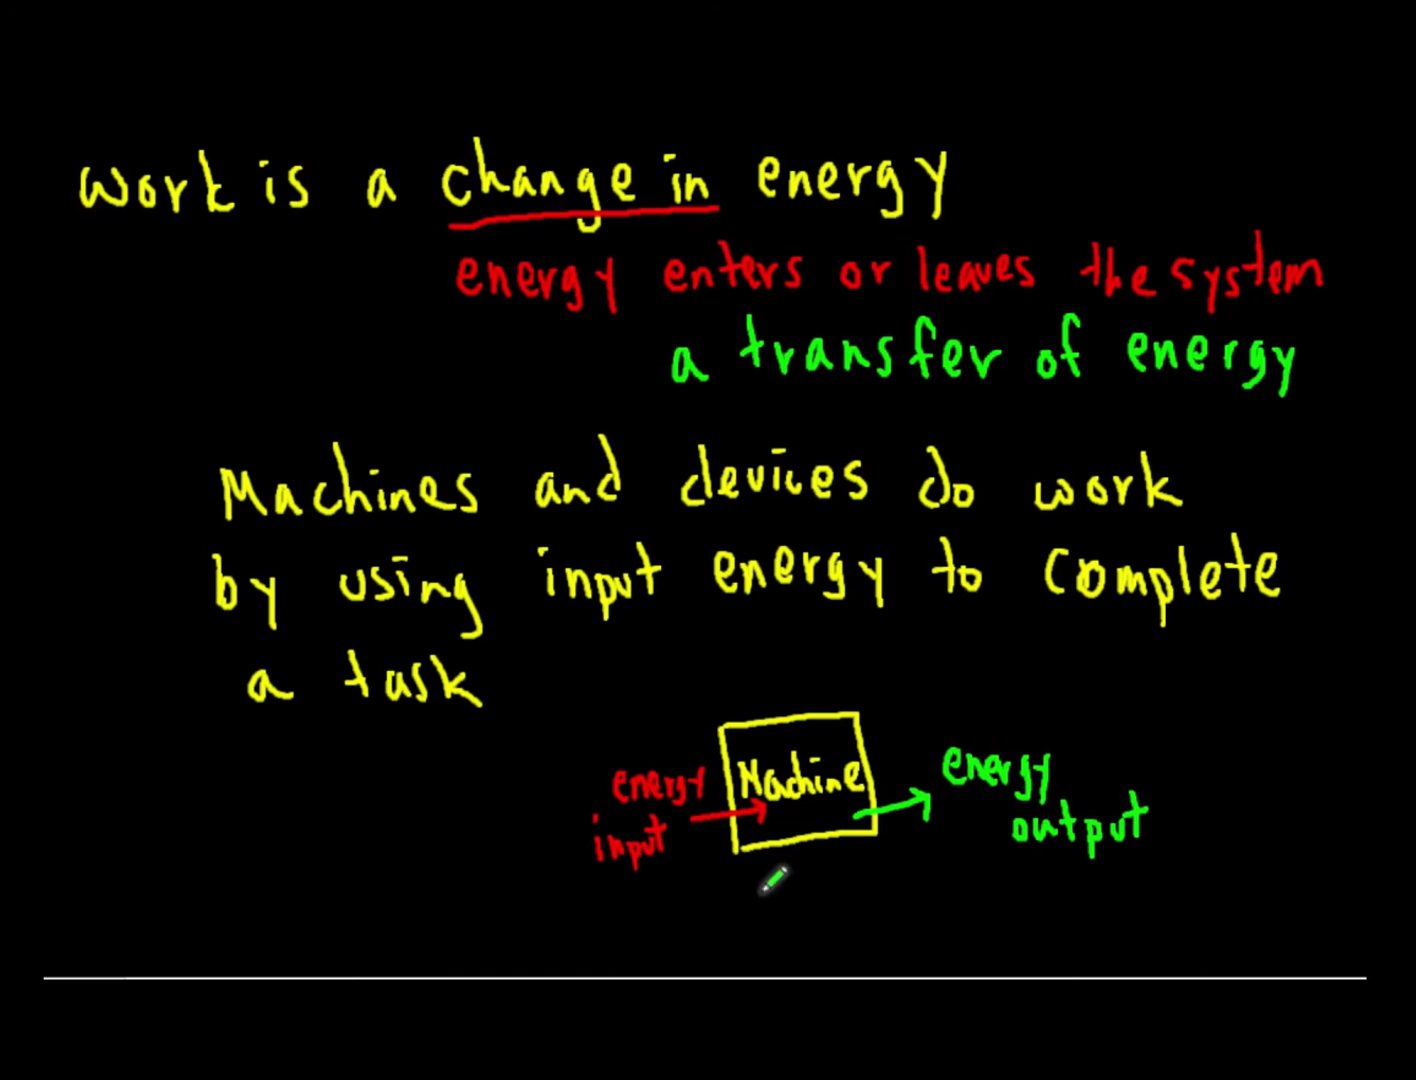 work is a change in energy
energy enters or leaves the system
a transfer of energy
Machines and devices do work
by using input energy to complete
a task
energy
input
Machine
energy
output